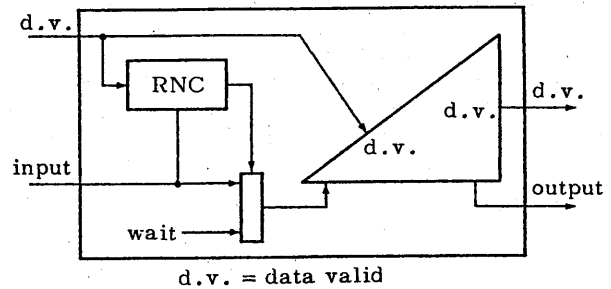 d.v.
RNC
d.v.
d.v.
d.v.
input
output
wait
d.v. = data valid